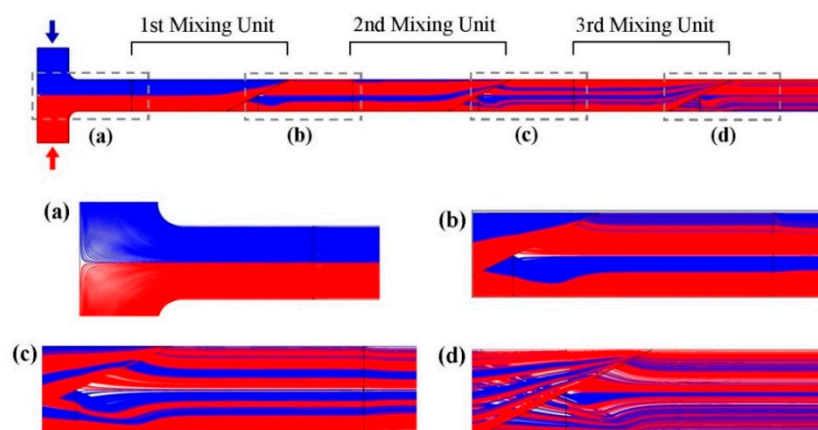 1st Mixing Unit 2nd Mixing Unit 3rd Mixing Unit
(a) (b) (c) (d)
(a) (b)
(c) (d)